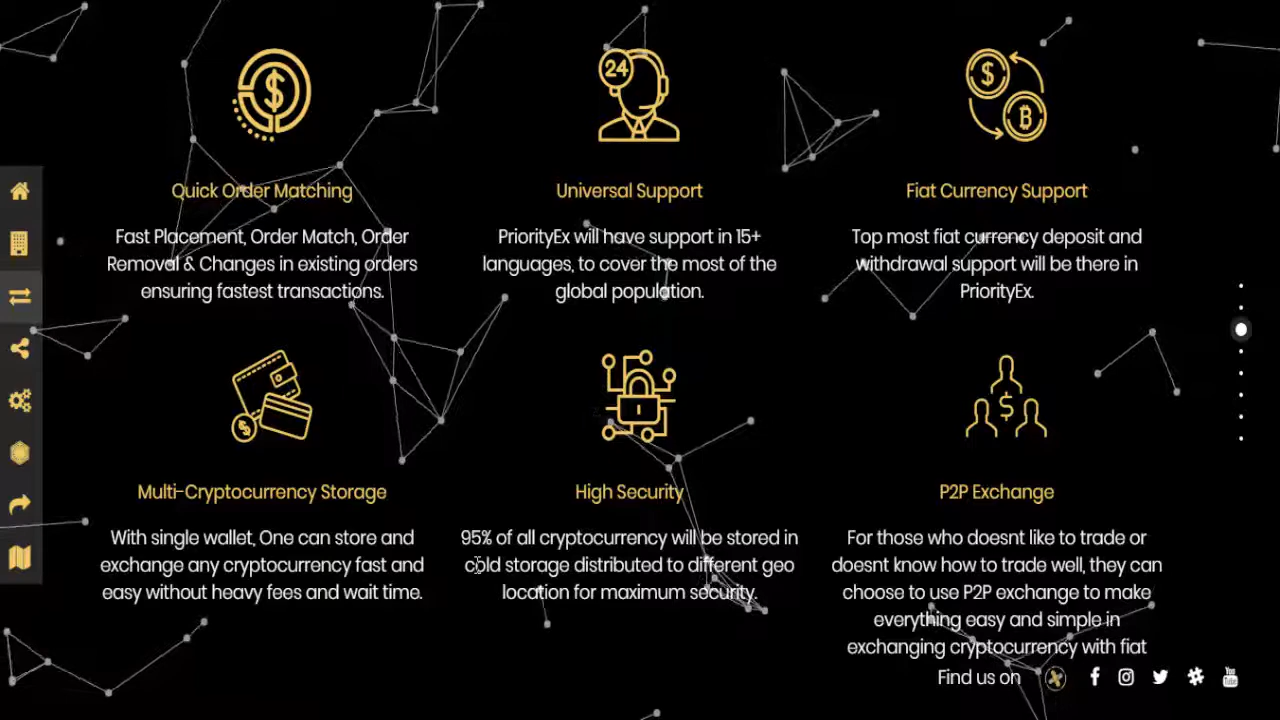 24
Quick Order Matching
Fast Placement, Order Match, Order
Removal & Changes in existing orders
ensuring fastest transactions.
Universal Support
PriorityEx will have support in 15+
languages, to cover the most of the
global population.
Fiat Currency Support
Top most fiat currency deposit and
withdrawal support will be there in
PriorityEx.
Multi-Cryptocurrency Storage
With single wallet, One can store and
exchange any cryptocurrency fast and
easy without heavy fees and wait time.
High Security
95% of all cryptocurrency will be stored in
cold storage distributed to different geo
location for maximum security.
P2P Exchange
For those who doesnt like to trade or
doesnt know how to trade well, they can
choose to use P2P exchange to make
everything easy and simple in
exchanging cryptocurrency with fiat
Find us on
You
Tube